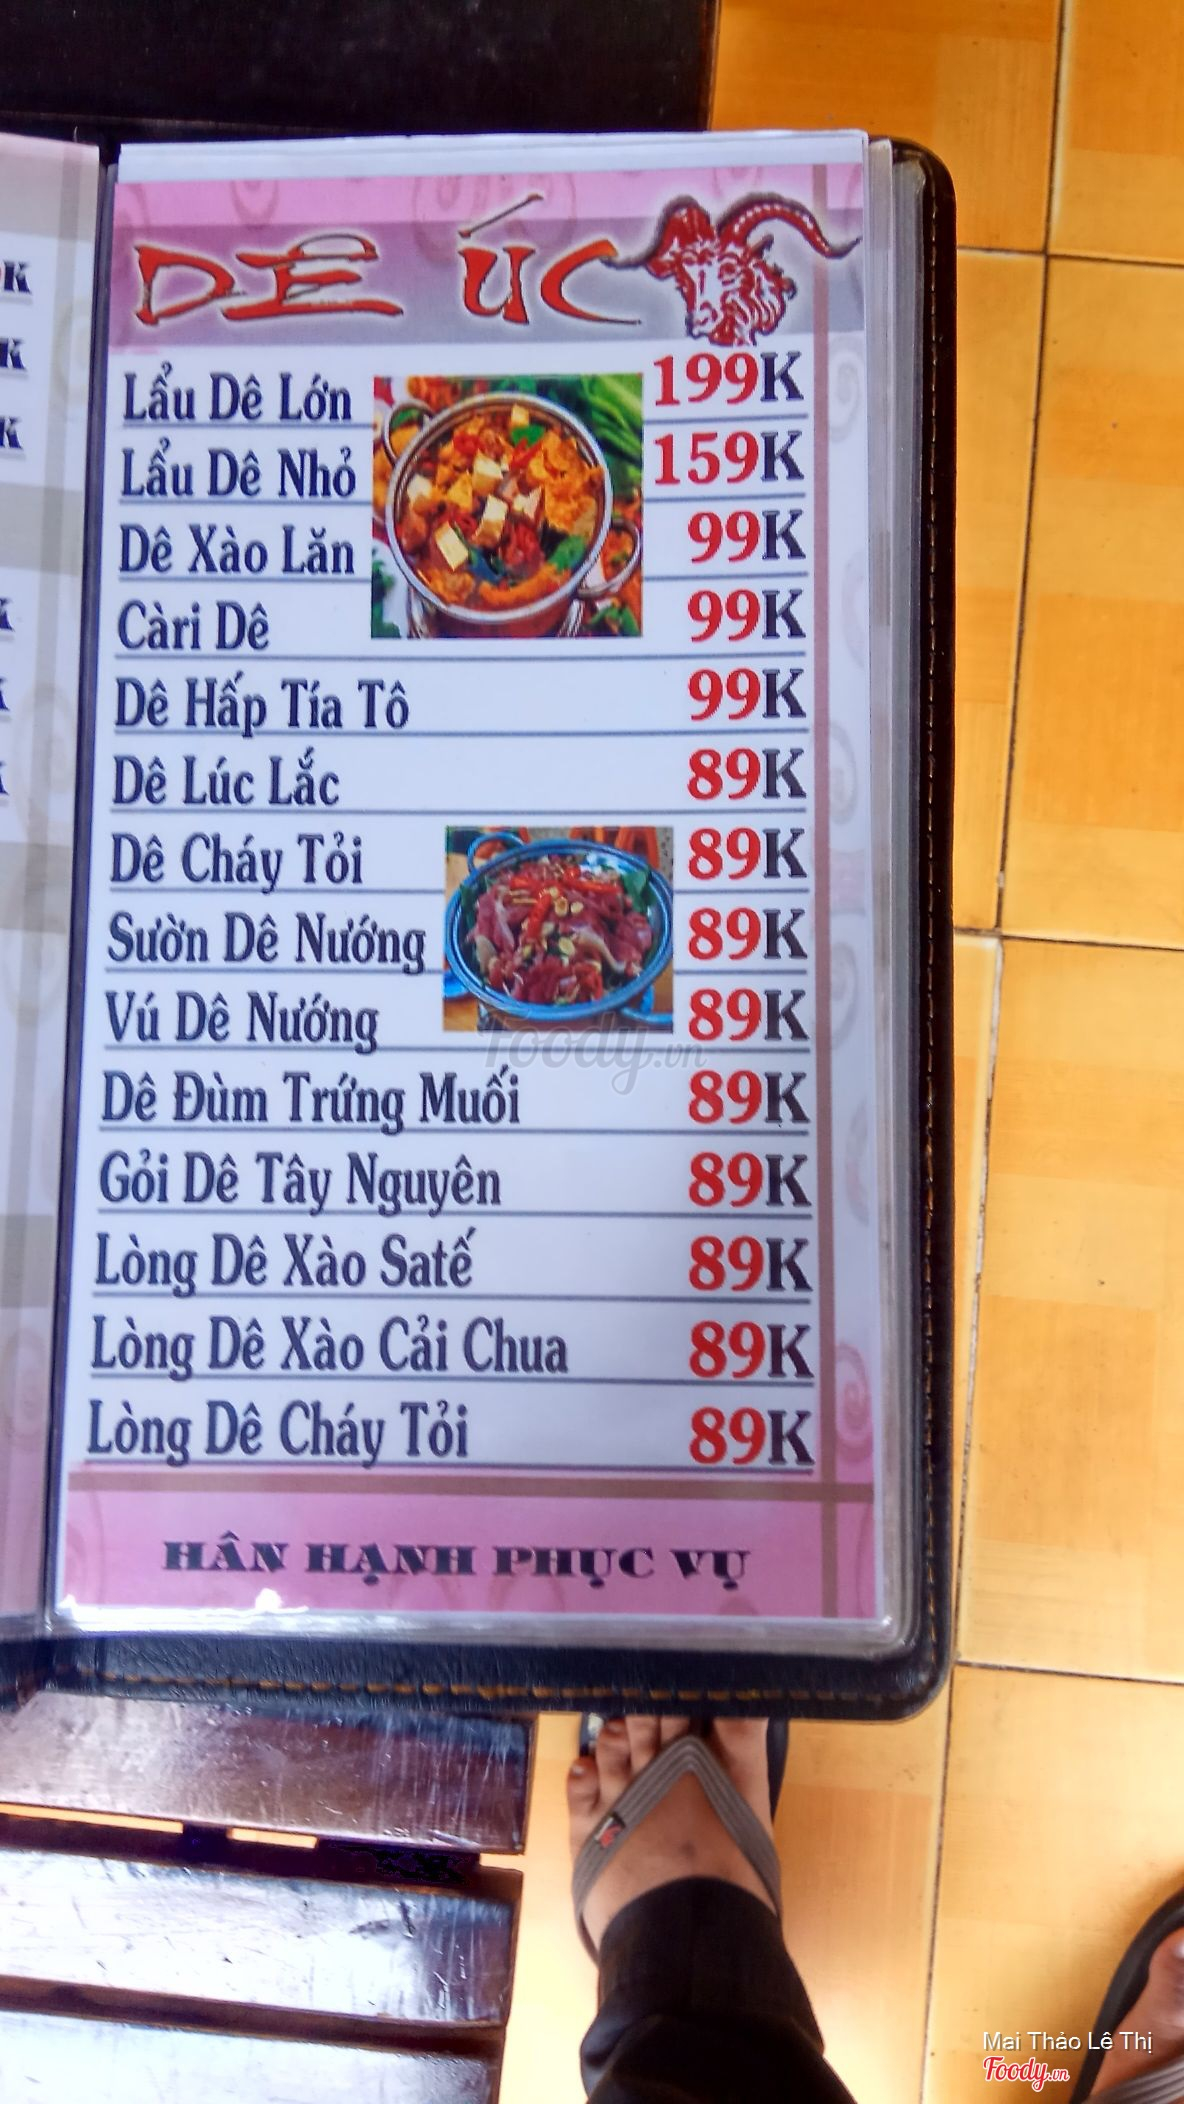 DÊ ÚC
Lẩu Dê Lớn 199K
Lẩu Dê Nhỏ 159K
Dê Xào Lăn 99K
Càri Dê 99K
Dê Hấp Tía Tô 99K
Dê Lúc Lắc 89K
Dê Cháy Tỏi 89K
Sườn Dê Nướng 89K
Vú Dê Nướng 89K
Dê Đùm Trứng Muối 89K
Gỏi Dê Tây Nguyên 89K
Lòng Dê Xào Satế 89K
Lòng Dê Xào Cải Chua 89K
Lòng Dê Cháy Tỏi 89K
HÂN HẠNH PHỤC VỤ
foody.vn
Mai Thảo Lê Thị
Foody.vn